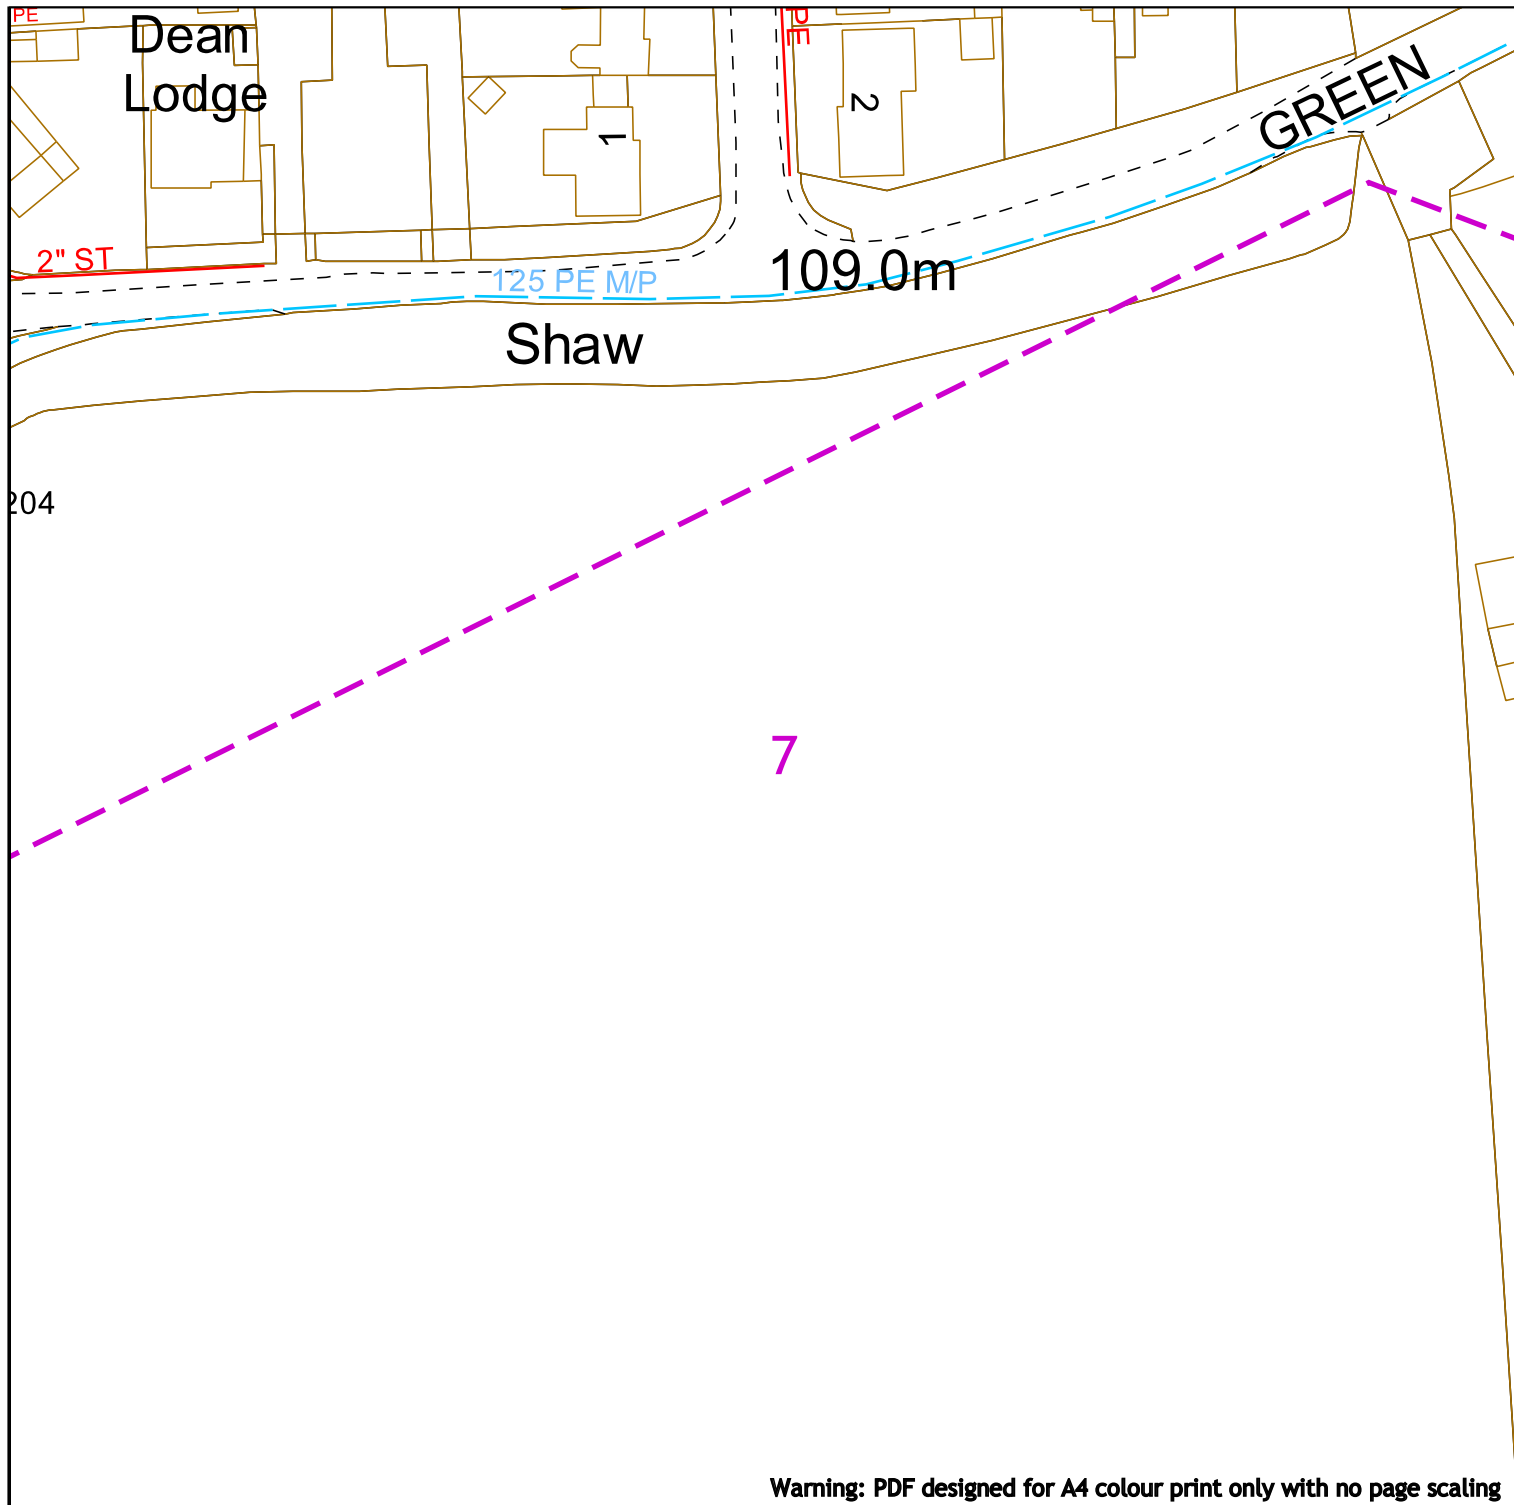 PE
Dean
Lodge
PE
2
1
GREEN
2" ST
125 PE M/P
109.0m
Shaw
204
7
Warning: PDF designed for A4 colour print only with no page scaling